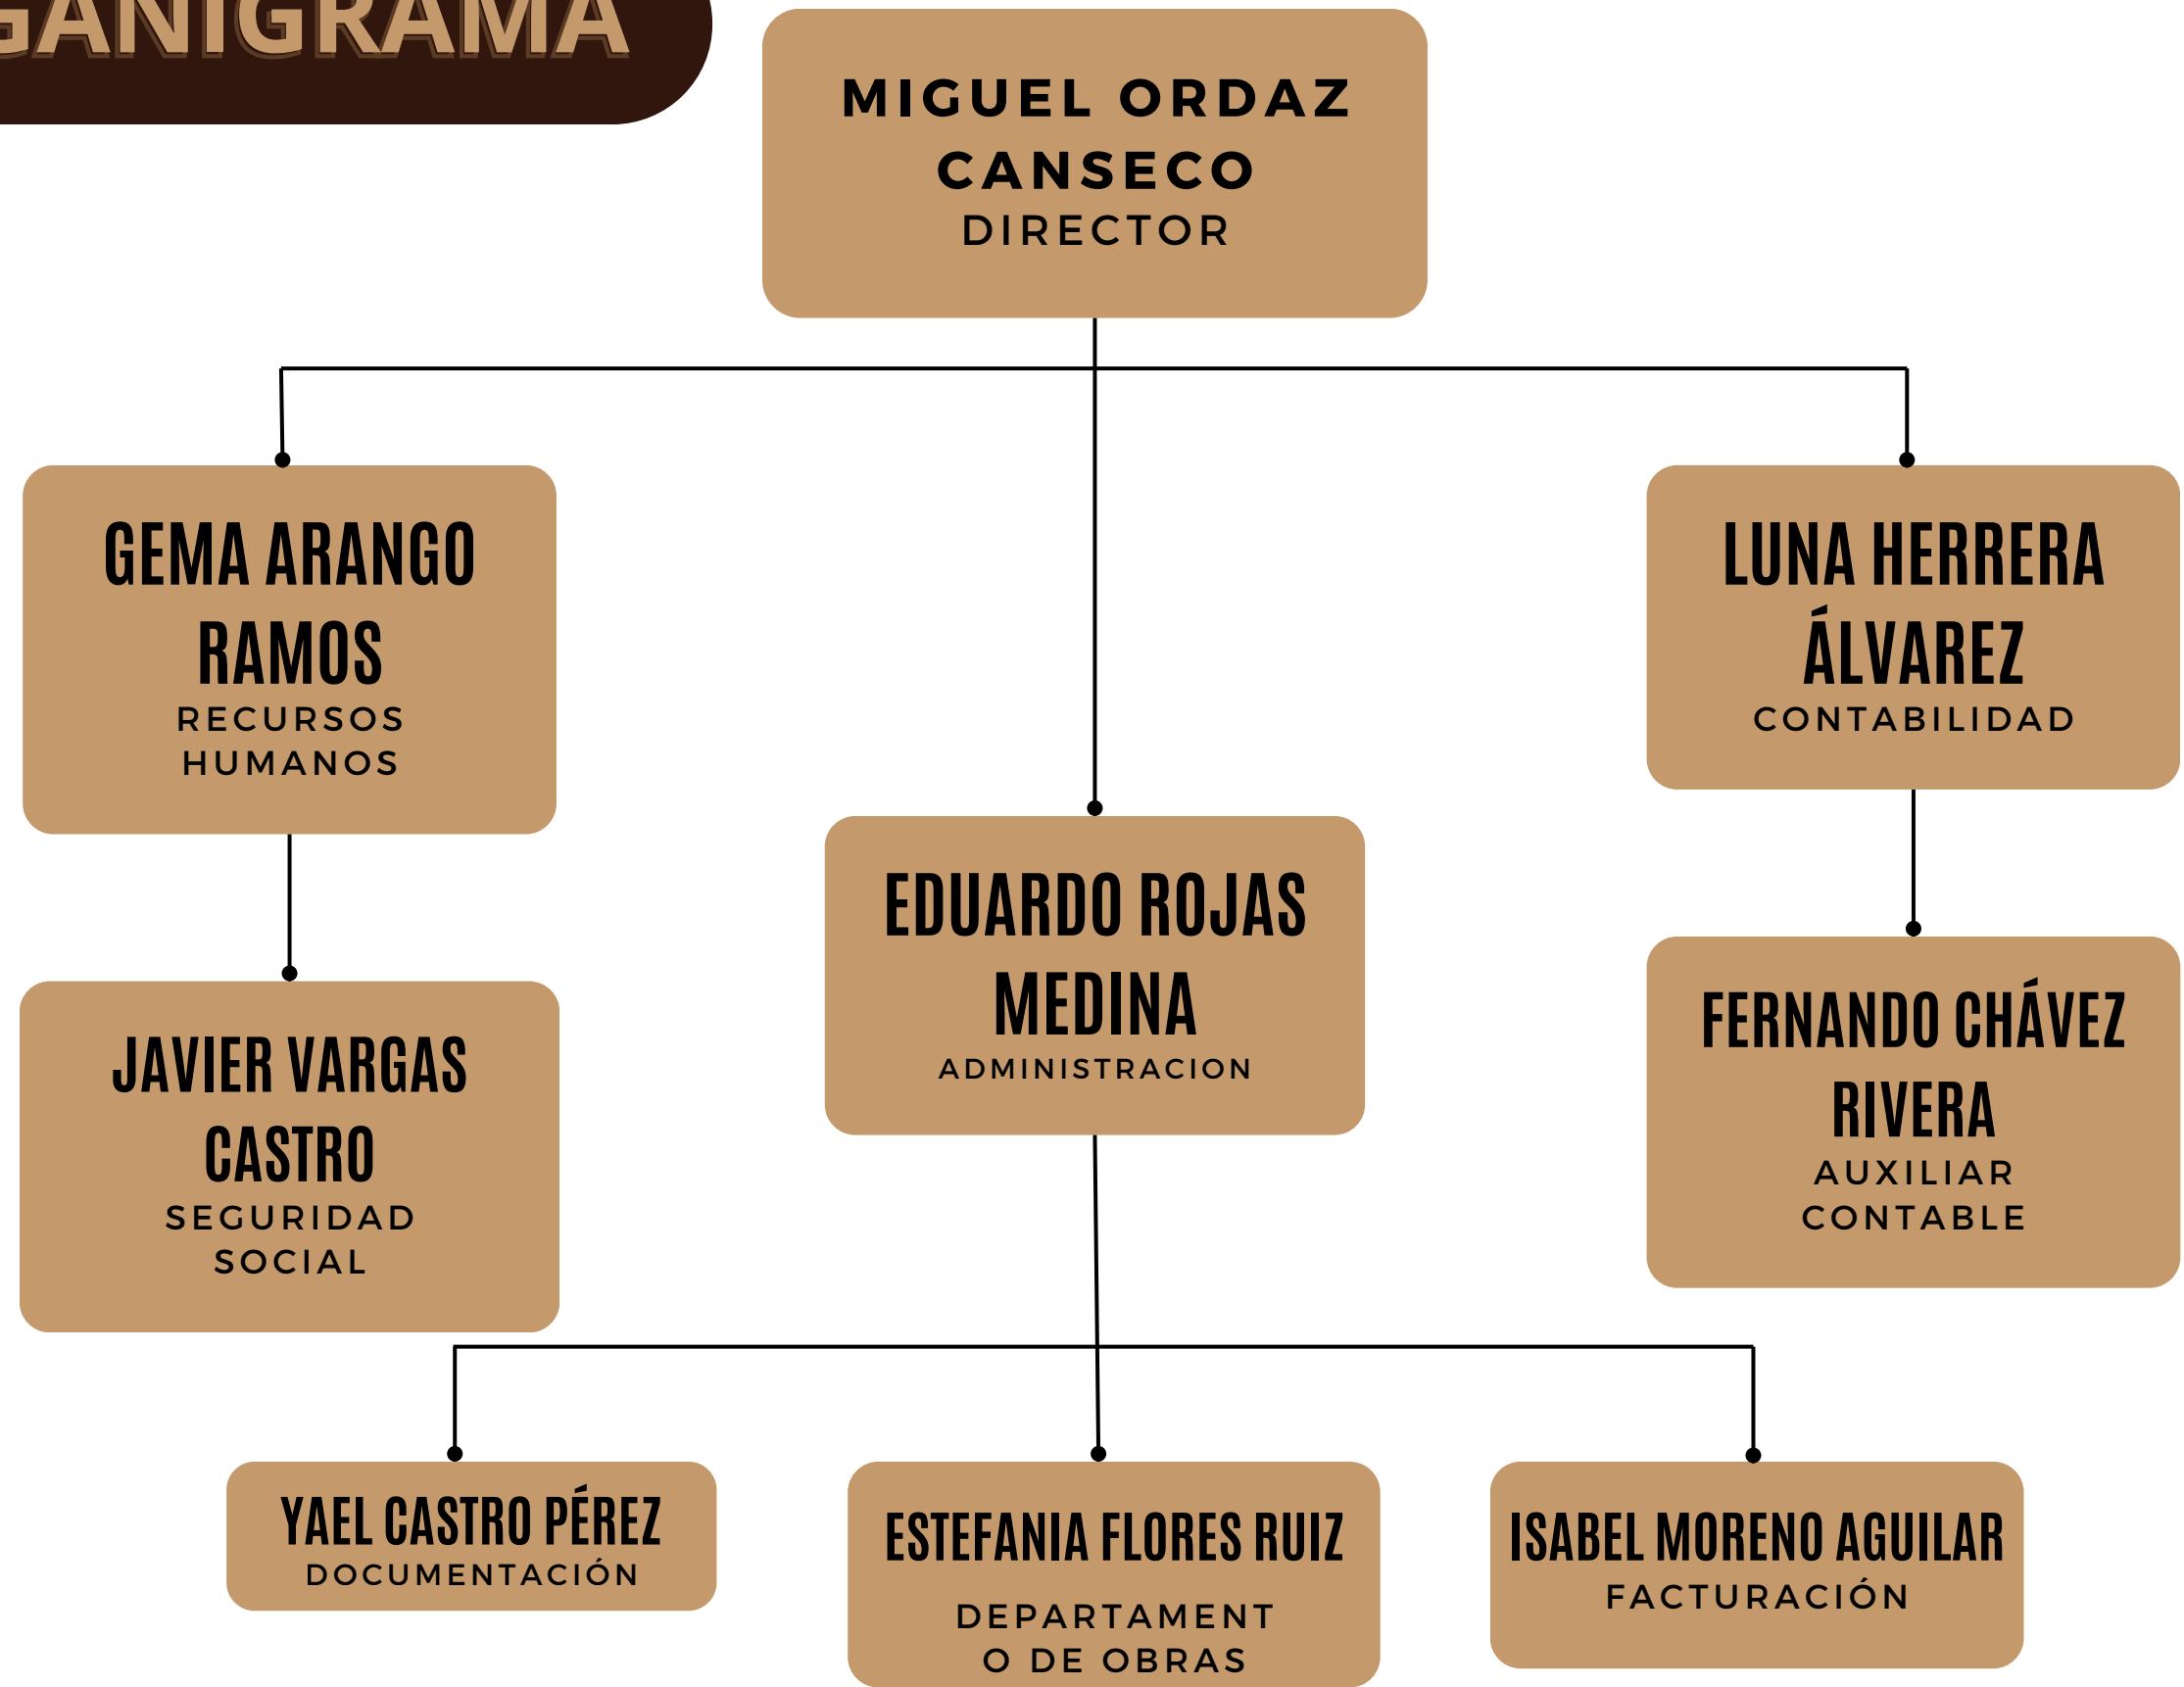 GANIGRAMA
MIGUEL ORDAZ
CANSECO
DIRECTOR
GEMA ARANGO
RAMOS
RECURSOS
HUMANOS
LUNA HERRERA
ÁLVAREZ
CONTABILIDAD
EDUARDO ROJAS
MEDINA
ADMINISTRACION
JAVIER VARGAS
CASTRO
SEGURIDAD
SOCIAL
FERNANDO CHÁVEZ
RIVERA
AUXILIAR
CONTABLE
YAEL CASTRO PÉREZ
DOCUMENTACIÓN
ESTEFANIA FLORES RUIZ
DEPARTAMENT
O DE OBRAS
ISABEL MORENO AGUILAR
FACTURACIÓN